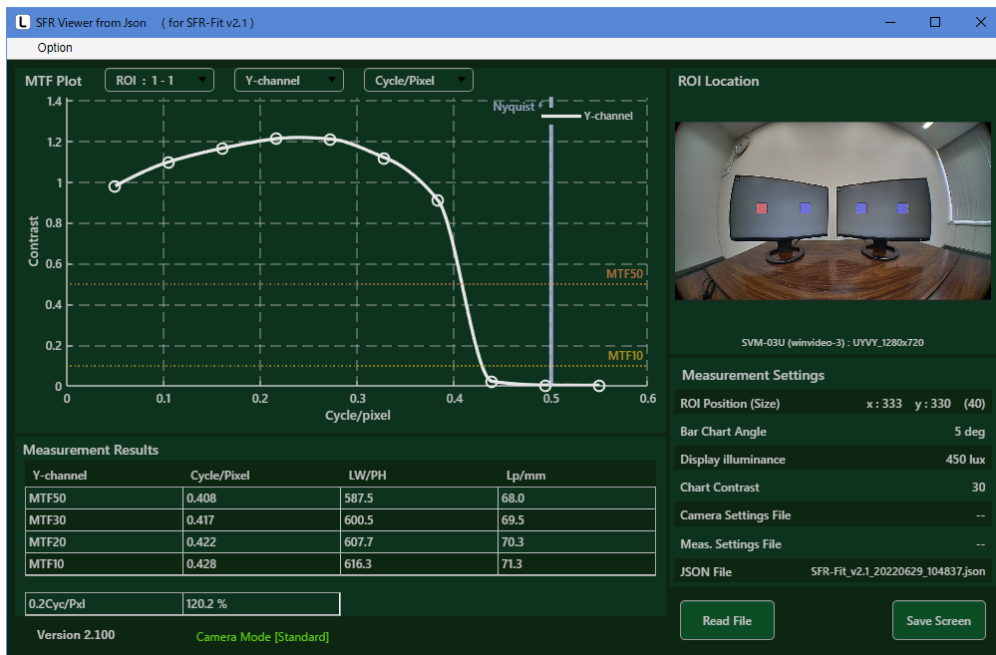 L SFR Viewer from Json ( for SFR-Fit v2.1 )
Option
MTF Plot ROI : 1 - 1 Y-channel Cycle/Pixel
Nyquist
Y-channel
1.4
1.2
1
0.8
0.6
0.4
0.2
0
Contrast
MTF50
MTF10
0 0.1 0.2 0.3 0.4 0.5 0.6
Cycle/pixel
Measurement Results
Y-channel Cycle/Pixel LW/PH Lp/mm
MTF50 0.408 587.5 68.0
MTF30 0.417 600.5 69.5
MTF20 0.422 607.7 70.3
MTF10 0.428 616.3 71.3
0.2Cyc/Pxl 120.2 %
Version 2.100 Camera Mode [Standard]
ROI Location
SVM-03U (winvideo-3) : UYVY_1280x720
Measurement Settings
ROI Position (Size) x : 333 y : 330 (40)
Bar Chart Angle 5 deg
Display illuminance 450 lux
Chart Contrast 30
Camera Settings File --
Meas. Settings File --
JSON File SFR-Fit_v2.1_20220629_104837.json
Read File Save Screen